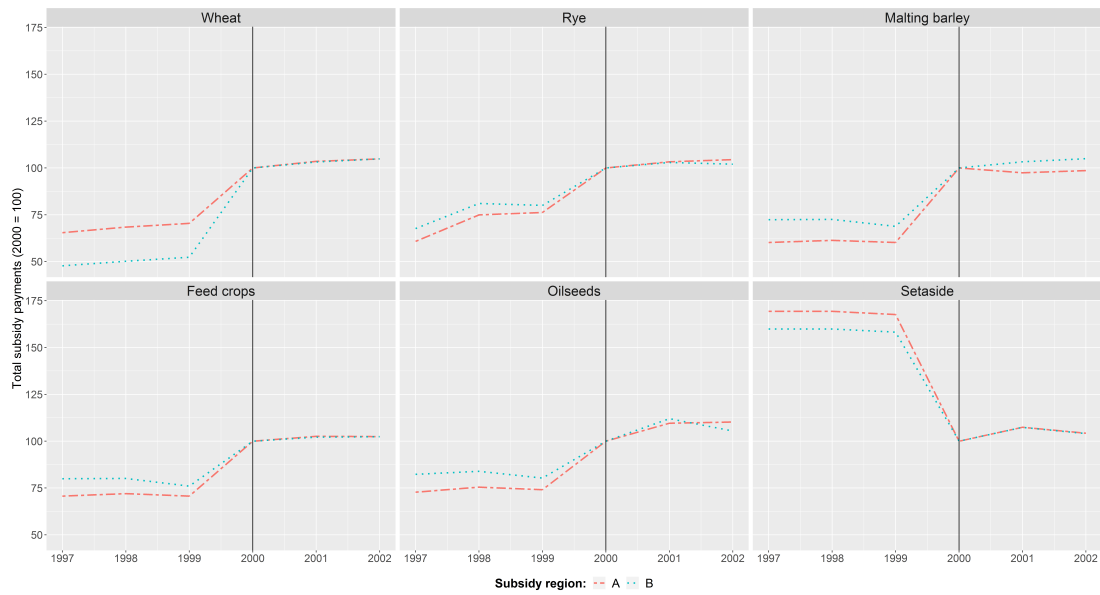 Wheat
Rye
Malting barley
175
150
125
100
75
50
Feed crops
Oilseeds
Setaside
175
150
125
100
75
50
Total subsidy payments (2000 = 100)
1997 1998 1999 2000 2001 2002
1997 1998 1999 2000 2001 2002
1997 1998 1999 2000 2001 2002
Subsidy region: A B